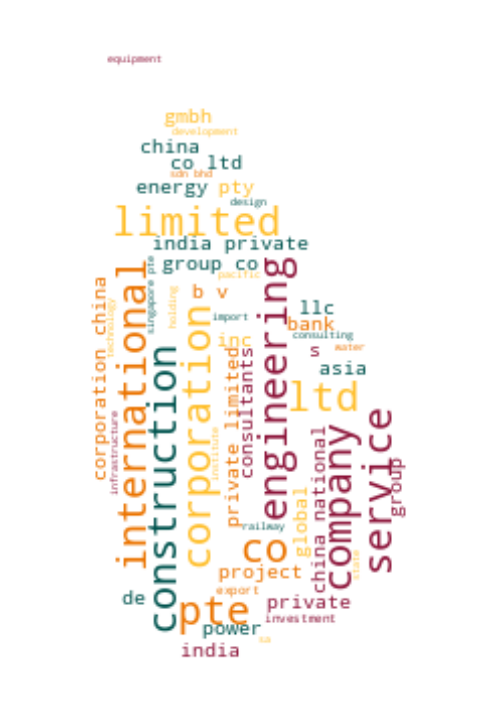 equipment
gmbh
development
china
co ltd
sdn bhd
energy pty
design
limited
india private
group co
pacific
singapore pte
b v
holding
corporation china
technology
international
import
llc
bank
consulting
inc
s
water
asia
engineering
construction
corporation
private limited
consultants
institute
infrastructure
ltd
service
company
group
china national
global
railway
co
state
project
export
de
pte
private
investment
power
sa
india